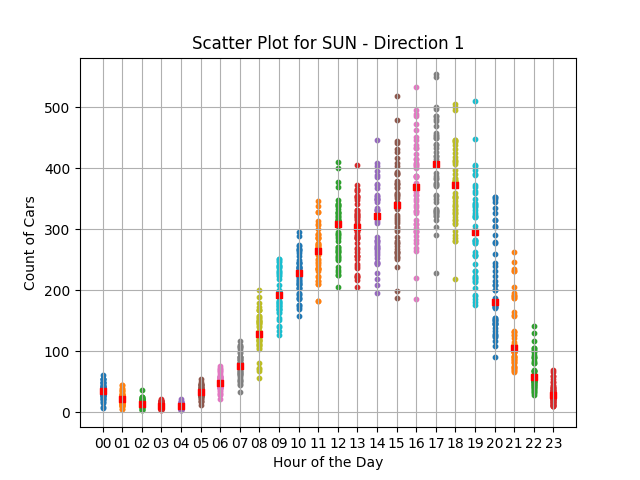 Scatter Plot for SUN - Direction 1
Count of Cars
500
400
300
200
100
0
00 01 02 03 04 05 06 07 08 09 10 11 12 13 14 15 16 17 18 19 20 21 22 23
Hour of the Day